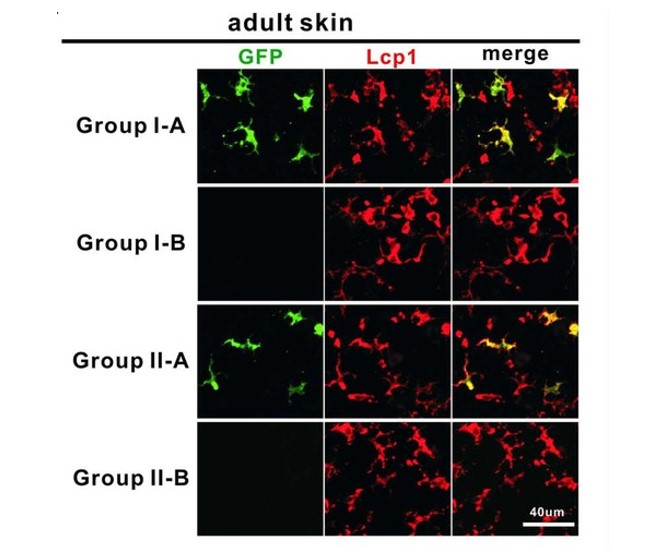 adult skin
GFP Lcp1 merge
Group I-A
Group I-B
Group II-A
Group II-B
40um